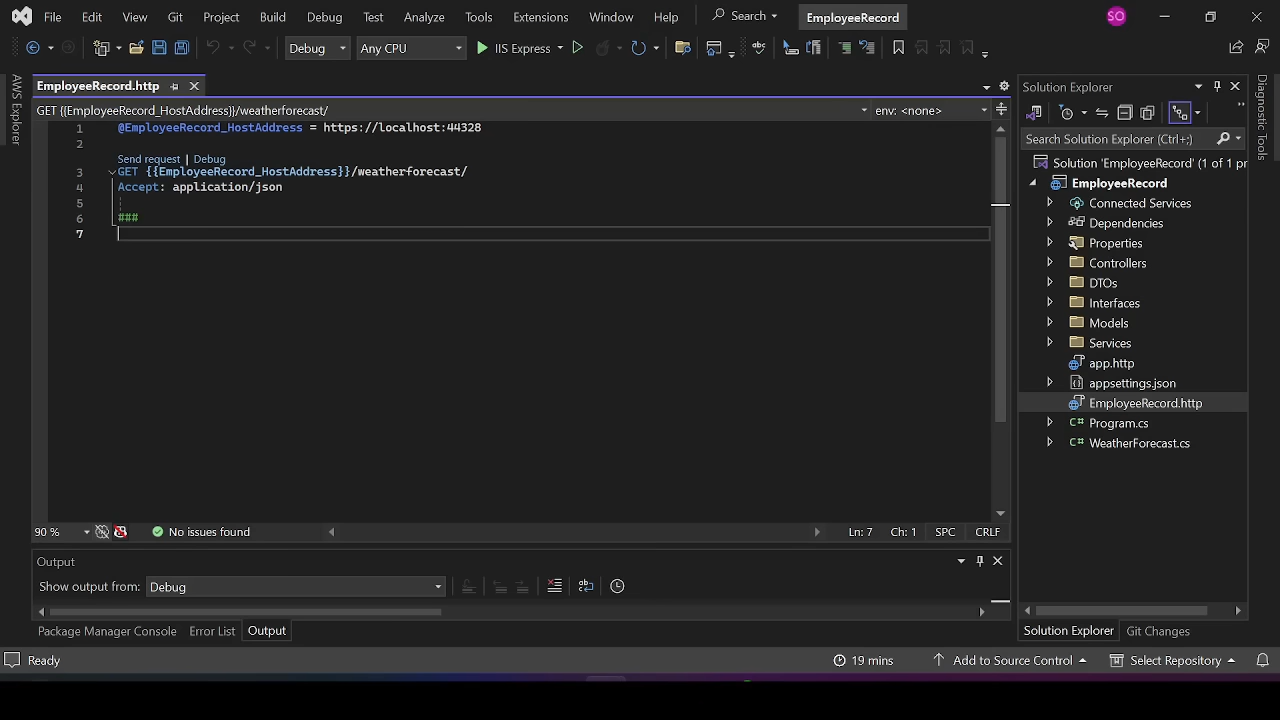 File Edit View Git Project Build Debug Test Analyze Tools Extensions Window Help Search EmployeeRecord SO
Debug Any CPU IIS Express
AWS Explorer
EmployeeRecord.http
GET {{EmployeeRecord_HostAddress}}/weatherforecast/ env: <none>
1 @EmployeeRecord_HostAddress = https://localhost:44328
2
Send request | Debug
3 GET {{EmployeeRecord_HostAddress}}/weatherforecast/
4 Accept: application/json
5
6 ###
7
90 % No issues found Ln: 7 Ch: 1 SPC CRLF
Output
Show output from: Debug
Package Manager Console Error List Output
Solution Explorer
Search Solution Explorer (Ctrl+;)
Solution 'EmployeeRecord' (1 of 1 pr
EmployeeRecord
Connected Services
Dependencies
Properties
Controllers
DTOs
Interfaces
Models
Services
app.http
appsettings.json
EmployeeRecord.http
C# Program.cs
C# WeatherForecast.cs
Solution Explorer Git Changes
Diagnostic Tools
Ready 19 mins Add to Source Control Select Repository